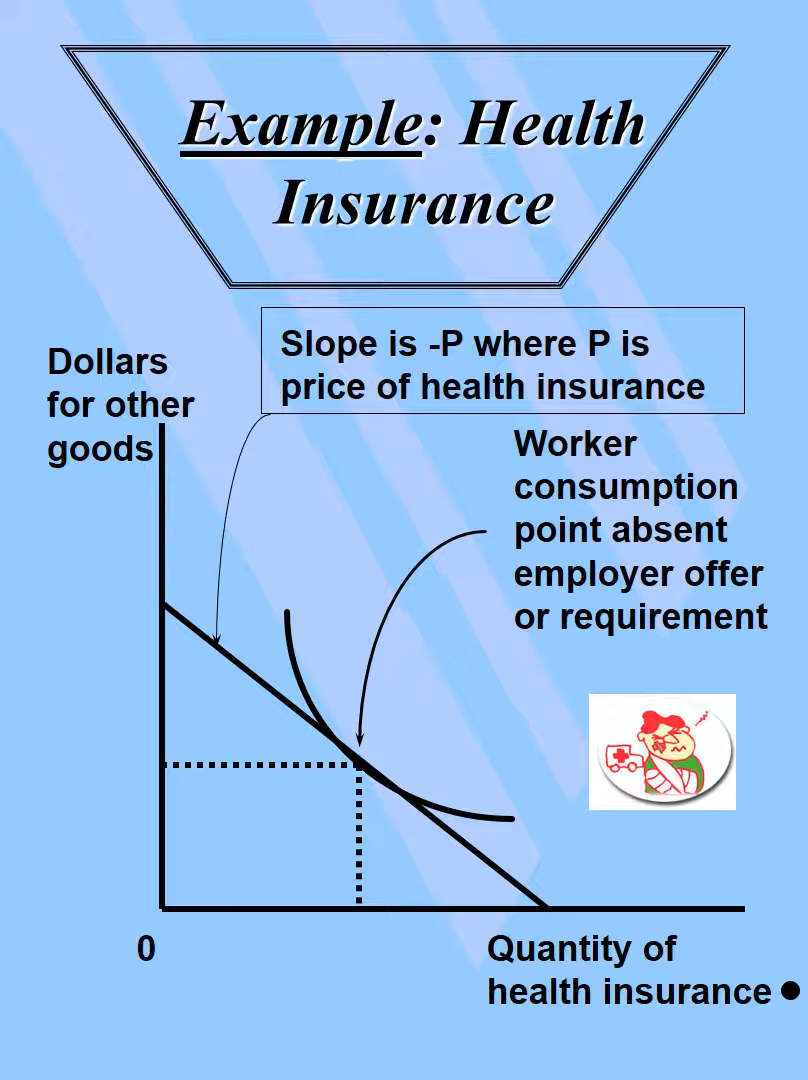 Example: Health
Insurance
Slope is -P where P is
price of health insurance
Dollars
for other
goods
Worker
consumption
point absent
employer offer
or requirement
0
Quantity of
health insurance